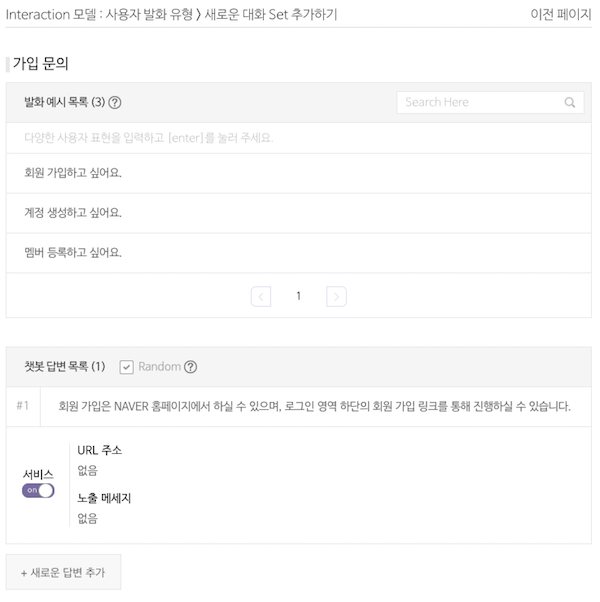 Interaction 모델 : 사용자 발화 유형 〉 새로운 대화 Set 추가하기
이전 페이지
가입 문의
발화 예시 목록 (3) ?
Search Here
다양한 사용자 표현을 입력하고 [enter]를 눌러 주세요.
회원 가입하고 싶어요.
계정 생성하고 싶어요.
멤버 등록하고 싶어요.
1
챗봇 답변 목록 (1) Random ?
#1 회원 가입은 NAVER 홈페이지에서 하실 수 있으며, 로그인 영역 하단의 회원 가입 링크를 통해 진행하실 수 있습니다.
서비스
on
URL 주소
없음
노출 메세지
없음
+ 새로운 답변 추가